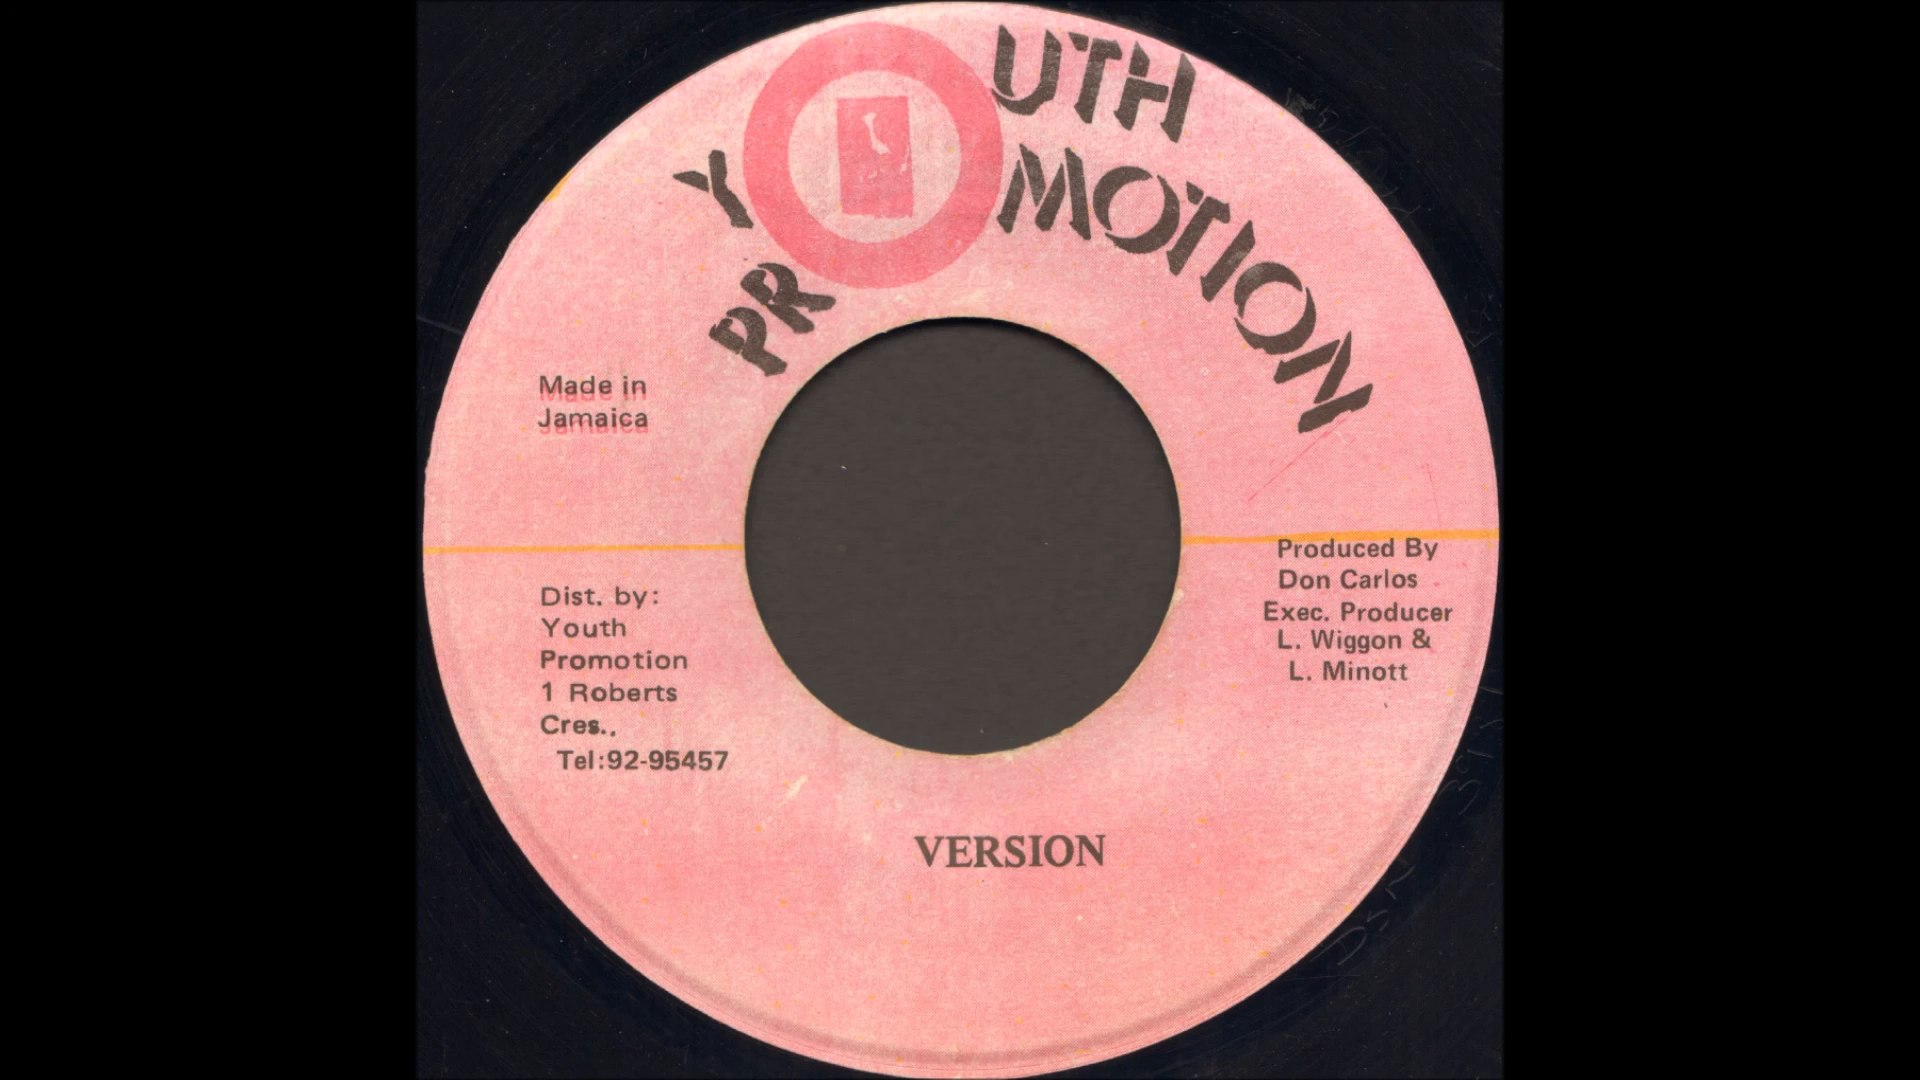 YOUTH
PROMOTION
Made in
Jamaica
Produced By
Don Carlos
Exec. Producer
L. Wiggon &
L. Minott
Dist. by:
Youth
Promotion
1 Roberts
Cres.,
Tel:92-95457
VERSION